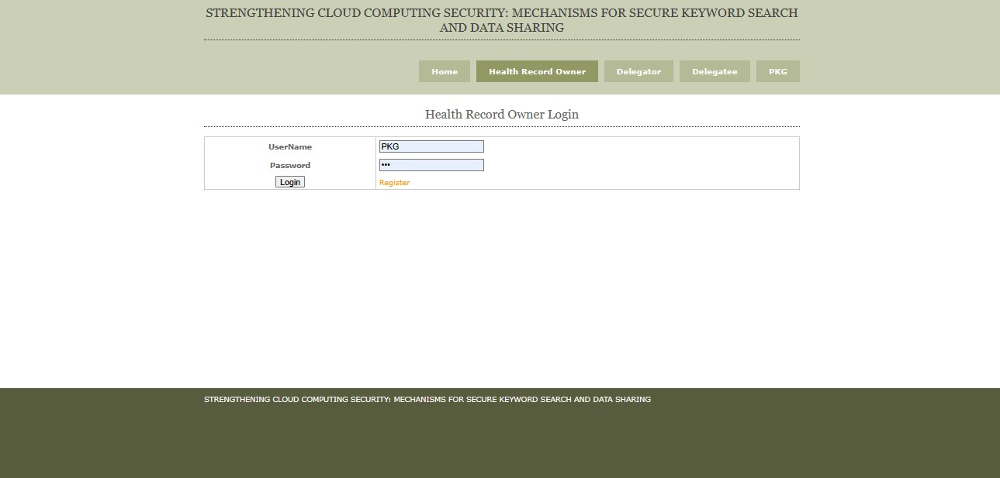 STRENGTHENING CLOUD COMPUTING SECURITY: MECHANISMS FOR SECURE KEYWORD SEARCH
AND DATA SHARING
Home Health Record Owner Delegator Delegatee PKG
Health Record Owner Login
UserName PKG
Password •••
Login Register
STRENGTHENING CLOUD COMPUTING SECURITY: MECHANISMS FOR SECURE KEYWORD SEARCH AND DATA SHARING